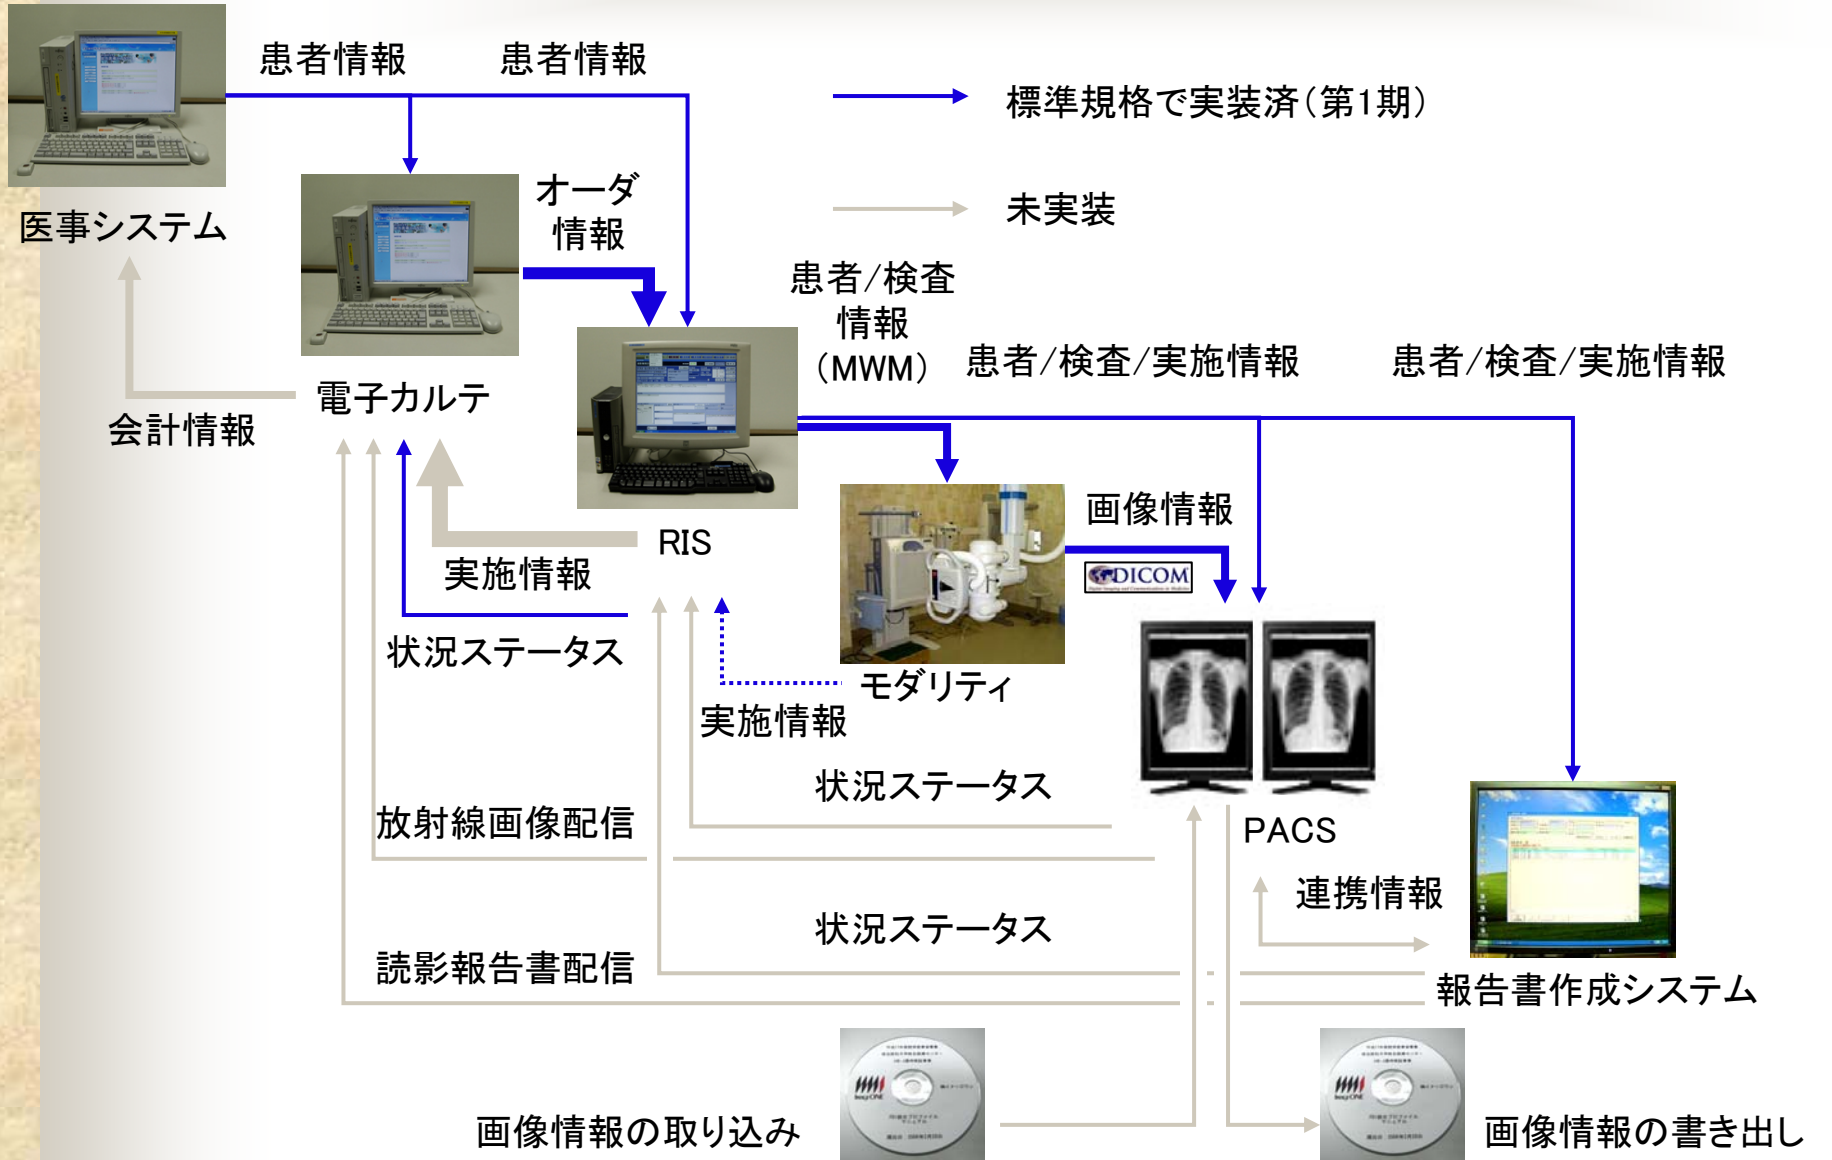 患者情報
患者情報
標準規格で実装済（第1期）
医事システム
オーダ
情報
未実装
患者/検査
情報
（MWM）
患者/検査/実施情報
患者/検査/実施情報
電子カルテ
会計情報
画像情報
RIS
実施情報
DICOM
状況ステータス
モダリティ
実施情報
状況ステータス
放射線画像配信
PACS
連携情報
状況ステータス
読影報告書配信
報告書作成システム
画像情報の取り込み
画像情報の書き出し